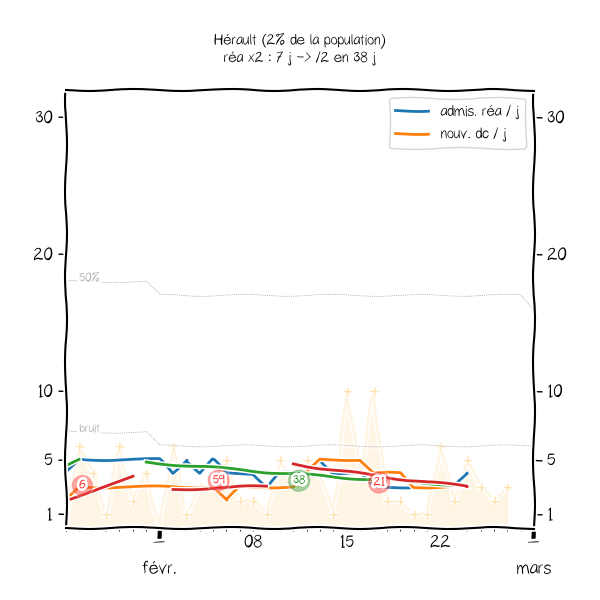 Hérault (2% de la population)
réa x2 : 7 j -> /2 en 38 j
admis. réa / j
nouv. dc / j
30
30
20
20
50%
10
10
bruit
5
5
6
59
38
21
1
1
08
15
22
févr.
mars